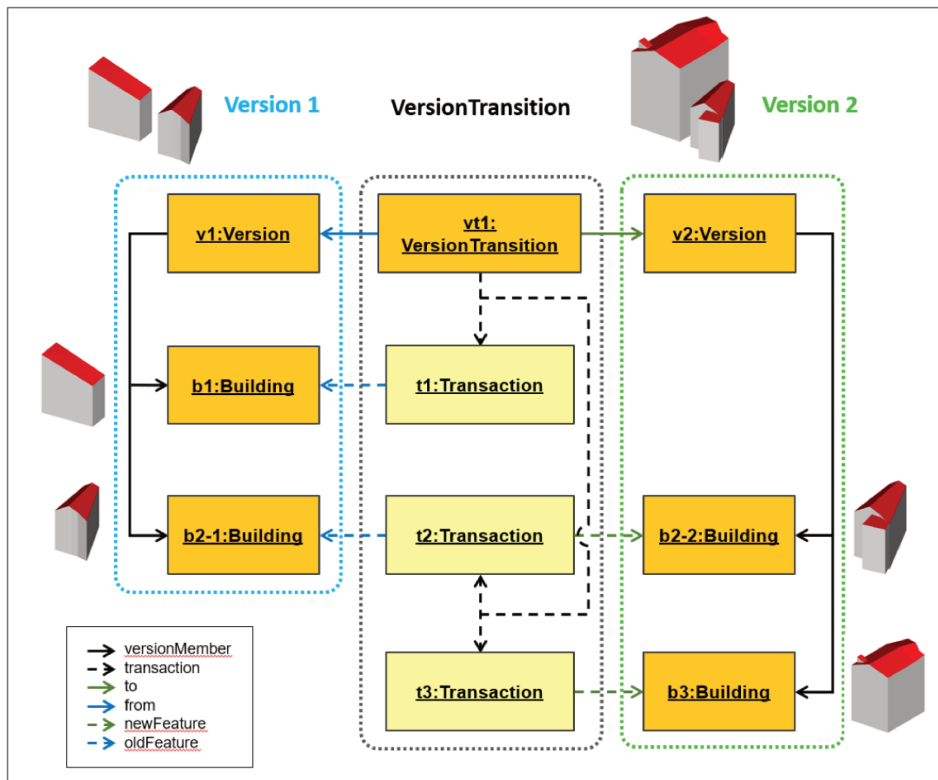 Version 1
VersionTransition
Version 2
v1:Version
vt1:
VersionTransition
v2:Version
b1:Building
t1:Transaction
b2-1:Building
t2:Transaction
b2-2:Building
t3:Transaction
b3:Building
versionMember
transaction
to
from
newFeature
oldFeature